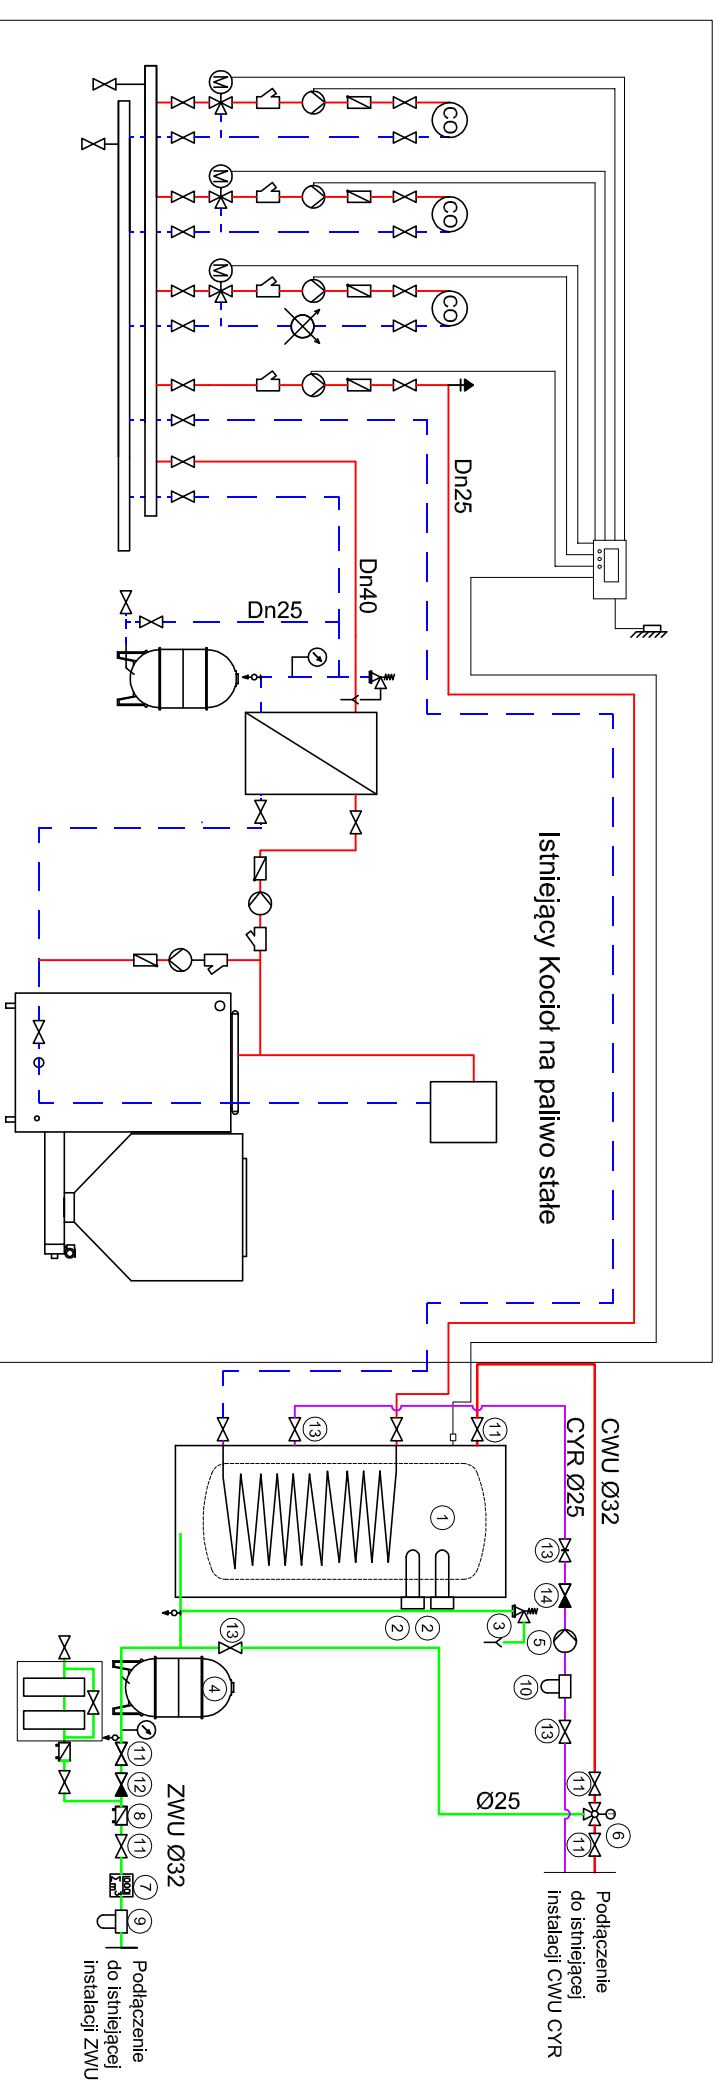 M
CO
M
CO
M
CO
Dn25
Dn40
Dn25
Istniejący Kocioł na paliwo stałe
CWU Ø32
CYR Ø25
11
13
1
2
2
3
13
14
5
10
13
11
6
11
Ø25
13
4
11
12
8
11
7
9
ZWU Ø32
Podłączenie
do istniejącej
instalacji CWU CYR
Podłączenie
do istniejącej
instalacji ZWU